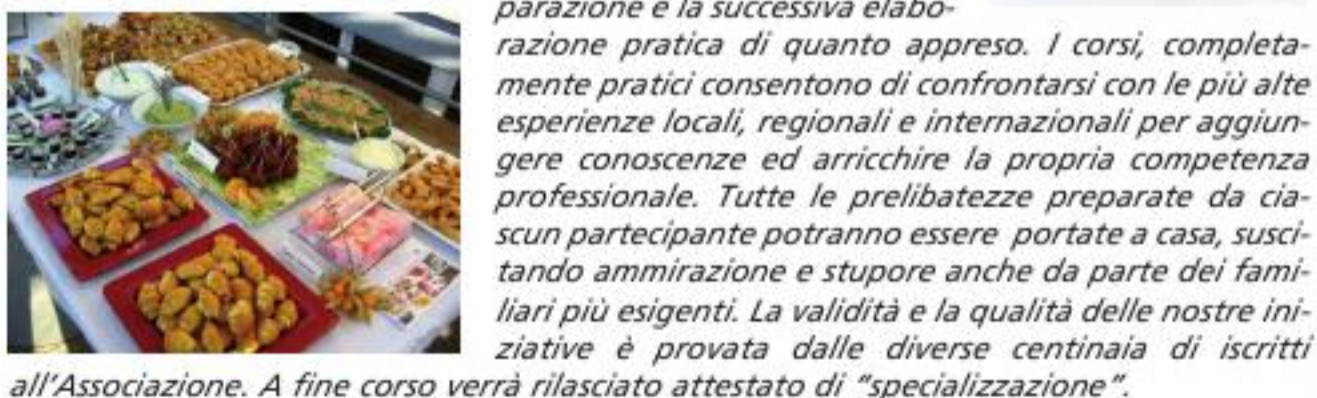 parazione e la successiva elabo-
razione pratica di quanto appreso. I corsi, completa-
mente pratici consentono di confrontarsi con le più alte
esperienze locali, regionali e internazionali per aggiun-
gere conoscenze ed arricchire la propria competenza
professionale. Tutte le prelibatezze preparate da cia-
scun partecipante potranno essere portate a casa, susci-
tando ammirazione e stupore anche da parte dei fami-
liari più esigenti. La validità e la qualità delle nostre ini-
ziative è provata dalle diverse centinaia di iscritti
all'Associazione. A fine corso verrà rilasciato attestato di "specializzazione".